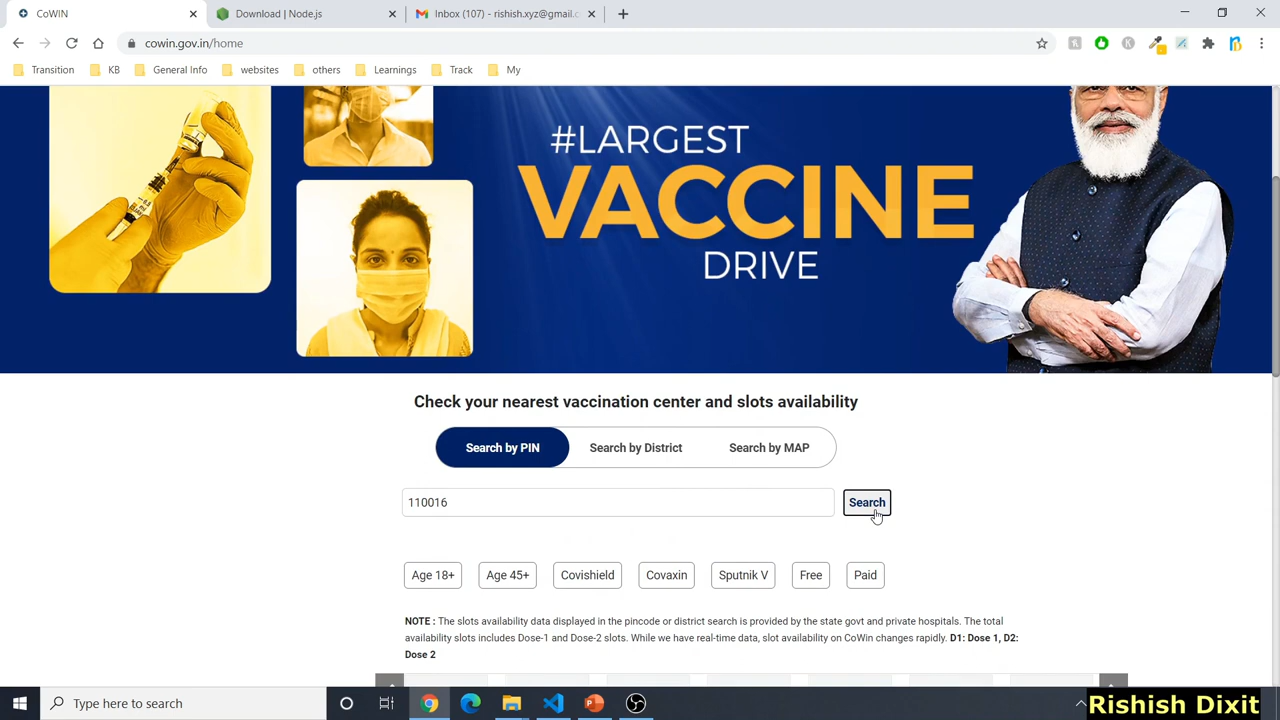 CoWIN
Download | Node.js
Inbox (107) - rishish.xyz@gmail.c
cowin.gov.in/home
Transition
KB
General Info
websites
others
Learnings
Track
My
#LARGEST
VACCINE
DRIVE
Check your nearest vaccination center and slots availability
Search by PIN
Search by District
Search by MAP
110016
Search
Age 18+
Age 45+
Covishield
Covaxin
Sputnik V
Free
Paid
NOTE : The slots availability data displayed in the pincode or district search is provided by the state govt and private hospitals. The total
availability slots includes Dose-1 and Dose-2 slots. While we have real-time data, slot availability on CoWin changes rapidly. D1: Dose 1, D2:
Dose 2
Type here to search
Rishish Dixit